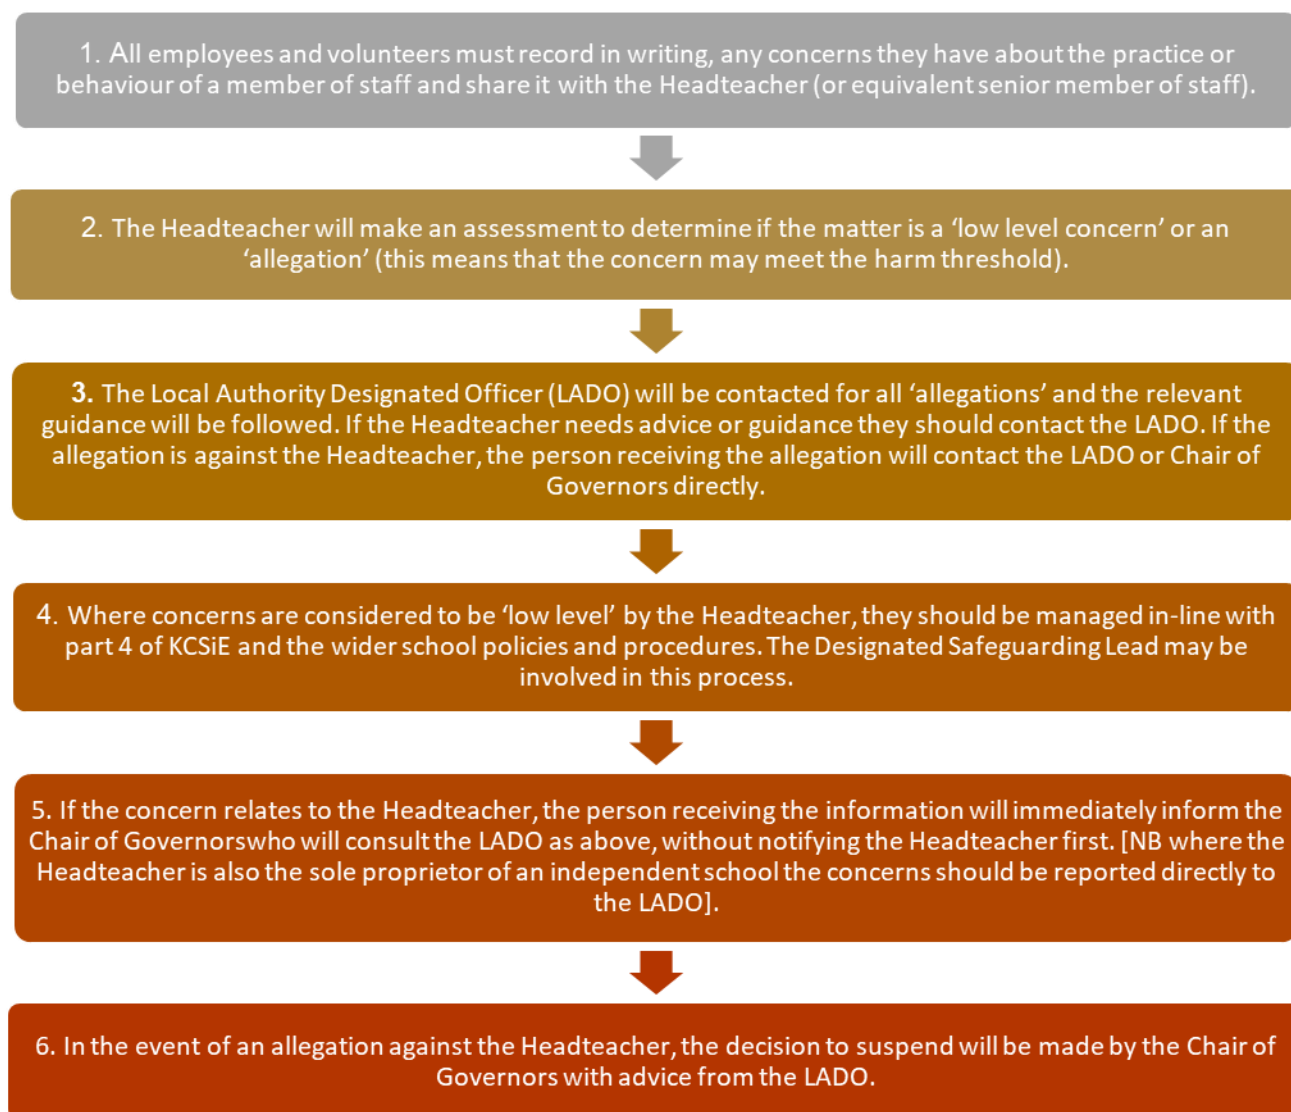 1. All employees and volunteers must record in writing, any concerns they have about the practice or
behaviour of a member of staff and share it with the Headteacher (or equivalent senior member of staff).
2. The Headteacher will make an assessment to determine if the matter is a ‘low level concern’ or an
‘allegation’ (this means that the concern may meet the harm threshold).
3. The Local Authority Designated Officer (LADO) will be contacted for all ‘allegations’ and the relevant
guidance will be followed. If the Headteacher needs advice or guidance they should contact the LADO. If the
allegation is against the Headteacher, the person receiving the allegation will contact the LADO or Chair of
Governors directly.
4. Where concerns are considered to be ‘low level’ by the Headteacher, they should be managed in-line with
part 4 of KCSiE and the wider school policies and procedures. The Designated Safeguarding Lead may be
involved in this process.
5. If the concern relates to the Headteacher, the person receiving the information will immediately inform the
Chair of Governorswho will consult the LADO as above, without notifying the Headteacher first. [NB where the
Headteacher is also the sole proprietor of an independent school the concerns should be reported directly to
the LADO].
6. In the event of an allegation against the Headteacher, the decision to suspend will be made by the Chair of
Governors with advice from the LADO.